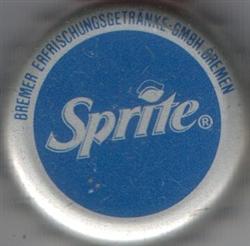 BREMER ERFRISCHUNGSGETRÄNKE-GMBH, BREMEN
Sprite®